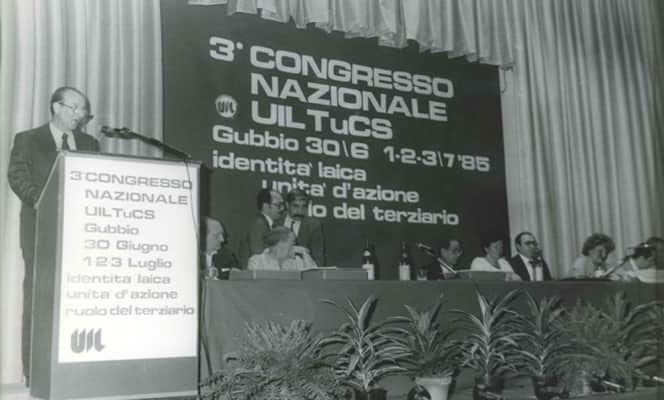 3° CONGRESSO
NAZIONALE
UIL UILTuCS
Gubbio 30\6 1-2-3\7'85
identita' laica
unita' d'azione
ruolo del terziario
3° CONGRESSO
NAZIONALE
UILTuCS
Gubbio
30 Giugno
1-2-3 Luglio
identita laica
unita' d'azione
ruolo del terziario
UIL